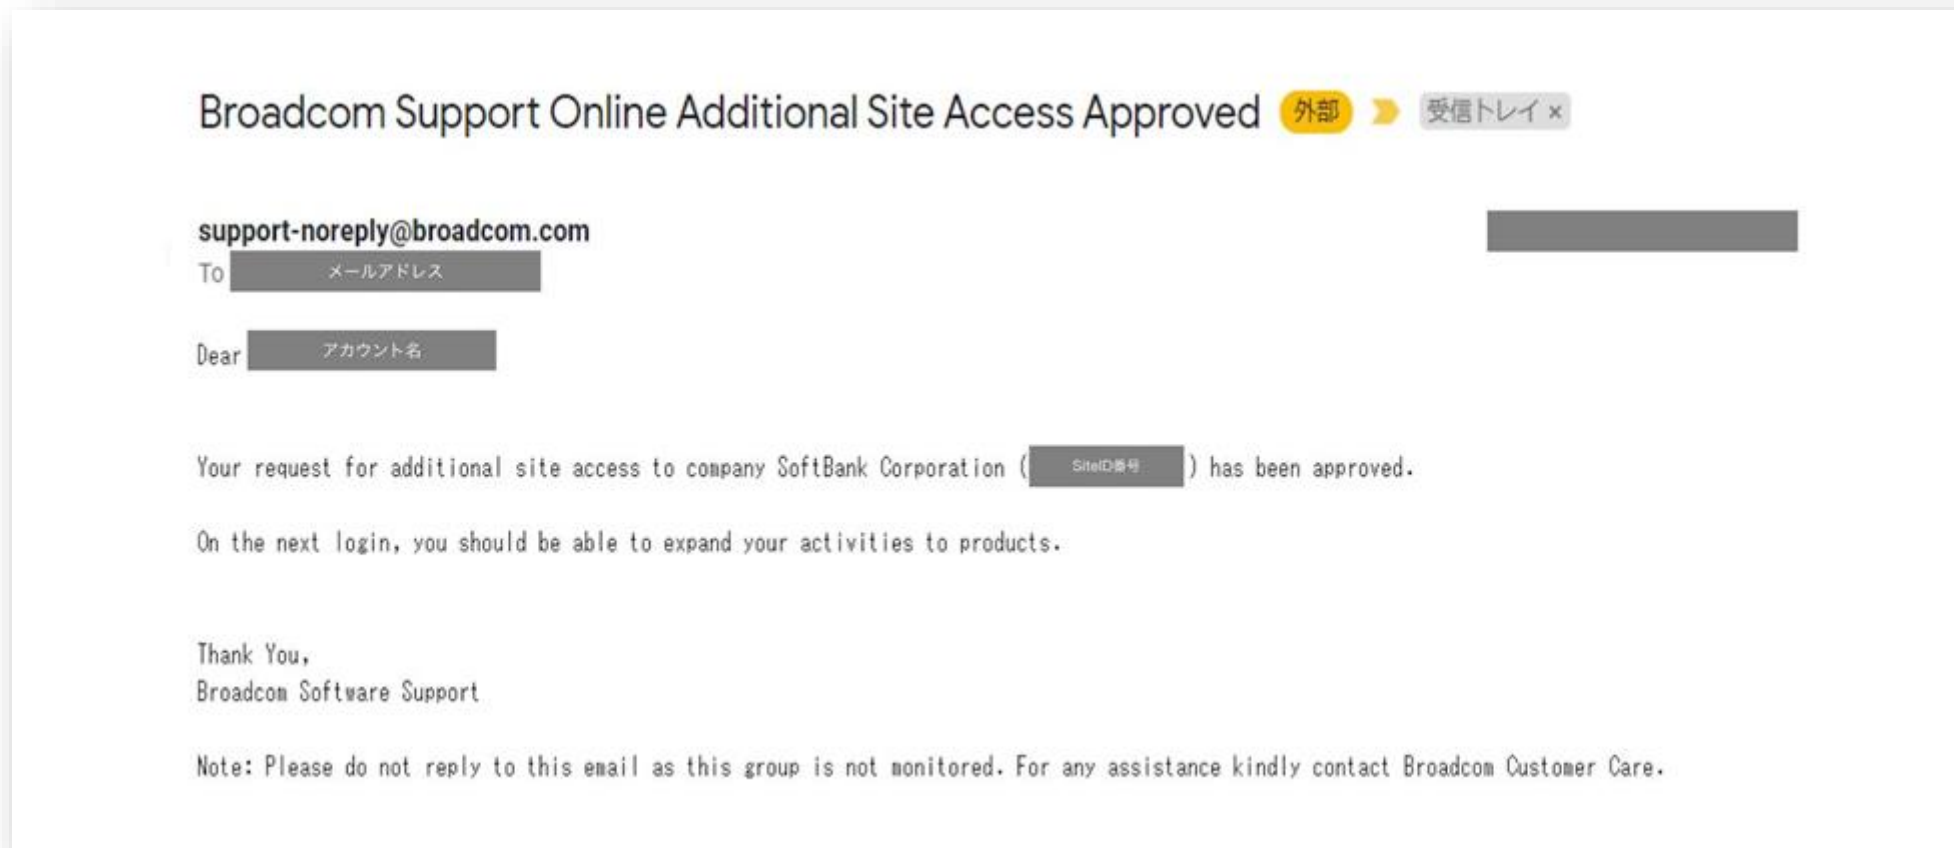 Broadcom Support Online Additional Site Access Approved 外部 受信トレイ ×
support-noreply@broadcom.com
To メールアドレス
Dear アカウント名
Your request for additional site access to company SoftBank Corporation ( SiteID番号 ) has been approved.
On the next login, you should be able to expand your activities to products.
Thank You,
Broadcom Software Support
Note: Please do not reply to this email as this group is not monitored. For any assistance kindly contact Broadcom Customer Care.